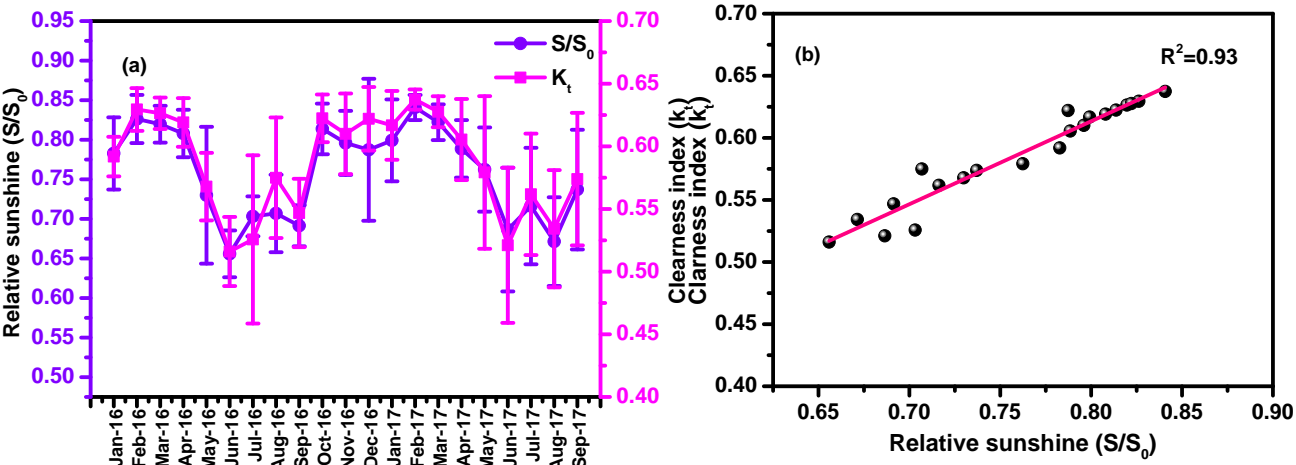 0.95
0.90
0.85
0.80
0.75
0.70
0.65
0.60
0.55
0.50
Relative sunshine (S/S0)
(a)
S/S0
Kt
0.70
0.65
0.60
0.55
0.50
0.45
0.40
Clearness index (kt)
Jan-16
Feb-16
Mar-16
Apr-16
May-16
Jun-16
Jul-16
Aug-16
Sep-16
Oct-16
Nov-16
Dec-16
Jan-17
Feb-17
Mar-17
Apr-17
May-17
Jun-17
Jul-17
Aug-17
Sep-17
Clarness index (kt)
0.70
0.65
0.60
0.55
0.50
0.45
0.40
(b)
R2=0.93
0.65
0.70
0.75
0.80
0.85
0.90
Relative sunshine (S/S0)